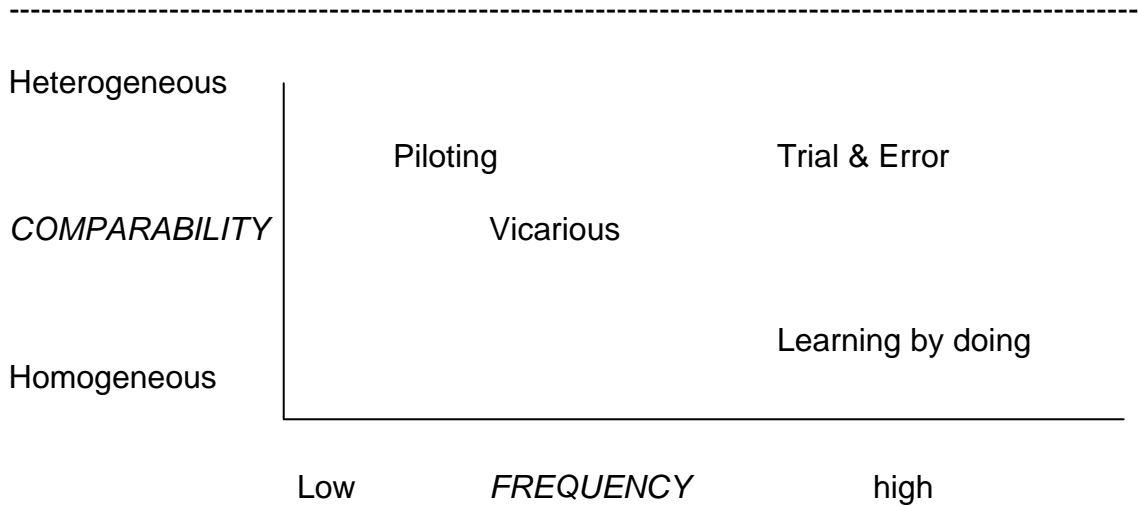 Heterogeneous
Piloting Trial & Error
COMPARABILITY Vicarious
Learning by doing
Homogeneous
Low FREQUENCY high